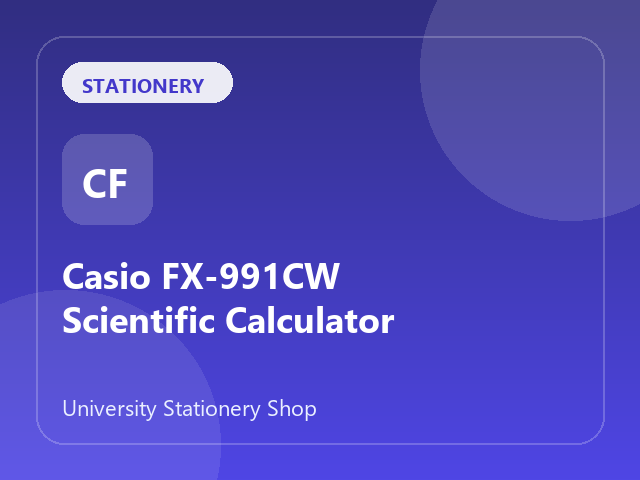 STATIONERY
CF
Casio FX-991CW
Scientific Calculator
University Stationery Shop